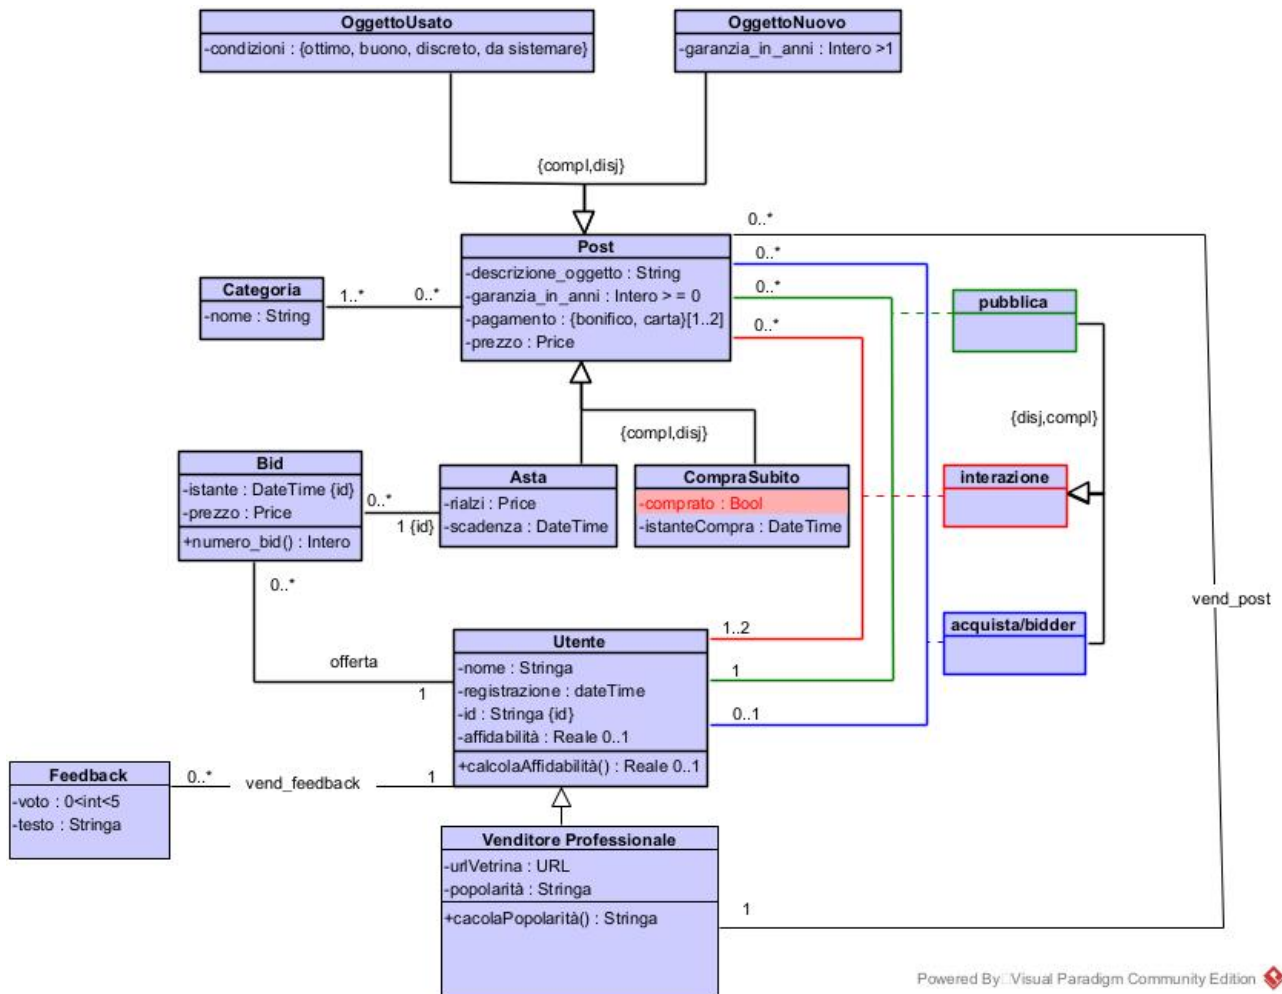 OggettoUsato
-condizioni : {ottimo, buono, discreto, da sistemare}
OggettoNuovo
-garanzia_in_anni : Intero >1
{compl,disj}
0..*
Post
-descrizione_oggetto : String
-garanzia_in_anni : Intero > = 0
-pagamento : {bonifico, carta}[1..2]
-prezzo : Price
0..*
0..*
0..*
Categoria
-nome : String
1..*
0..*
pubblica
{disj,compl}
{compl,disj}
Bid
-istante : DateTime {id}
-prezzo : Price
+numero_bid() : Intero
0..*
1 {id}
Asta
-rialzi : Price
-scadenza : DateTime
CompraSubito
-comprato : Bool
-istanteCompra : DateTime
interazione
0..*
vend_post
acquista/bidder
offerta
1
Utente
-nome : Stringa
-registrazione : dateTime
-id : Stringa {id}
-affidabilità : Reale 0..1
+calcolaAffidabilità() : Reale 0..1
1..2
1
0..1
Feedback
-voto : 0<int<5
-testo : Stringa
0..*
vend_feedback
1
Venditore Professionale
-urlVetrina : URL
-popolarità : Stringa
+cacolaPopolarità() : Stringa
1
Powered By Visual Paradigm Community Edition